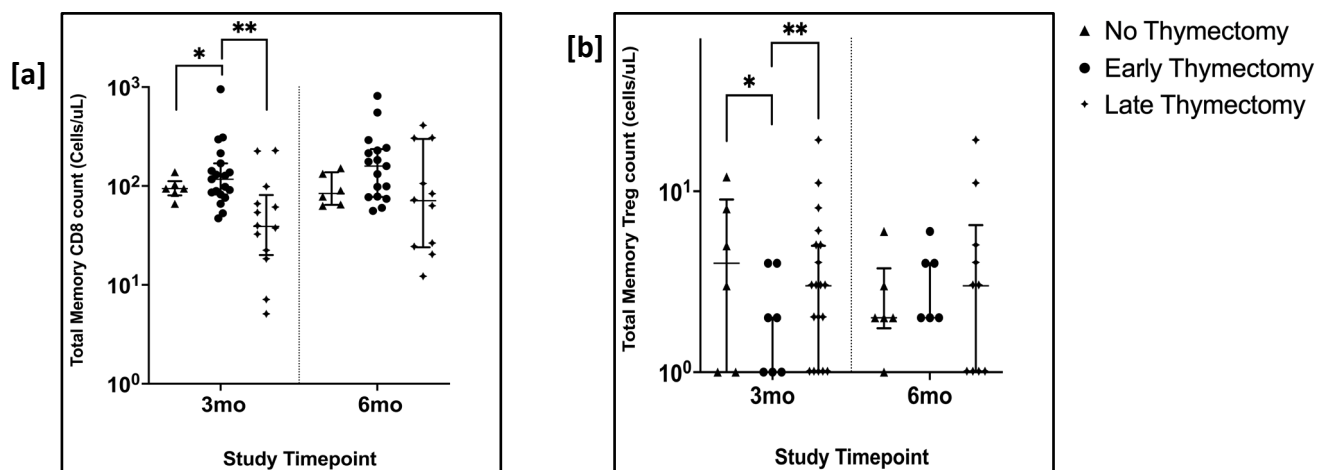 [a]
Total Memory CD8 count (Cells/uL)
10³
10²
10¹
10⁰
*
**
3mo
6mo
Study Timepoint
[b]
Total Memory Treg count (cells/uL)
10¹
10⁰
*
**
3mo
6mo
Study Timepoint
▲ No Thymectomy
● Early Thymectomy
✦ Late Thymectomy